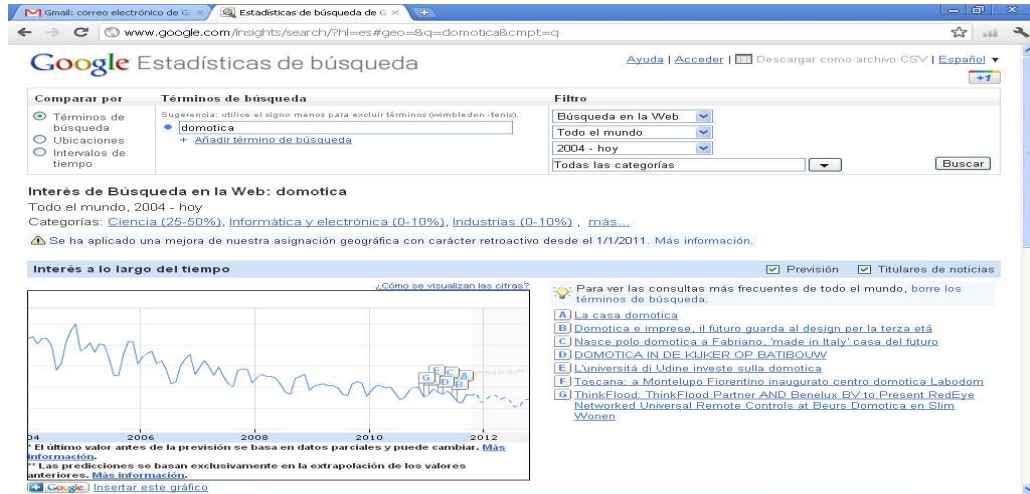 Gmail: correo electrónico de G
Estadísticas de búsqueda de G
www.google.com/insights/search/?hl=es#geo=&q=domotica&cmpt=q
Google Estadísticas de búsqueda
Ayuda | Acceder | Descargar como archivo CSV | Español ▼
+1
Comparar por
Términos de búsqueda
Ubicaciones
Intervalos de tiempo
Términos de búsqueda
Sugerencia: utilice el signo menos para excluir términos (wimbledon -tenis).
domotica
+ Añadir término de búsqueda
Filtro
Búsqueda en la Web
Todo el mundo
2004 - hoy
Todas las categorías
Buscar
Interés de Búsqueda en la Web: domotica
Todo el mundo, 2004 - hoy
Categorías: Ciencia (25-50%), Informática y electrónica (0-10%), Industrias (0-10%) , más...
Se ha aplicado una mejora de nuestra asignación geográfica con carácter retroactivo desde el 1/1/2011. Más información.
Interés a lo largo del tiempo
Previsión
Titulares de noticias
¿Cómo se visualizan las cifras?
G F E D C B A
04 2006 2008 2010 2012
* El último valor antes de la previsión se basa en datos parciales y puede cambiar. Más
información.
** Las predicciones se basan exclusivamente en la extrapolación de los valores
anteriores. Más información.
Google Insertar este gráfico
Para ver las consultas más frecuentes de todo el mundo, borre los
términos de búsqueda.
A La casa domotica
B Domotica e imprese, il futuro guarda al design per la terza età
C Nasce polo domotica a Fabriano, 'made in Italy' casa del futuro
D DOMOTICA IN DE KIJKER OP BATIBOUW
E L'università di Udine investe sulla domotica
F Toscana: a Montelupo Fiorentino inaugurato centro domotica Labodom
G ThinkFlood: ThinkFlood Partner AND Benelux BV to Present RedEye
Networked Universal Remote Controls at Beurs Domotica en Slim
Wonen